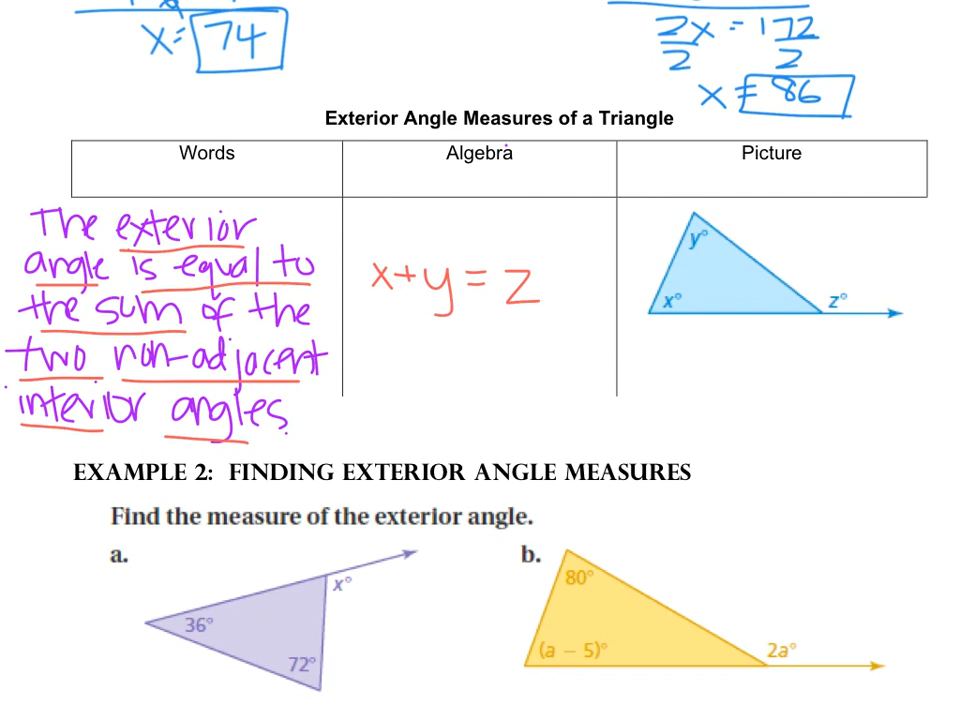 x = 74
2x = 172
2 2
x = 86
Exterior Angle Measures of a Triangle
Words Algebra Picture
The exterior
angle is equal to
the sum of the
two non-adjacent
interior angles.
x+y = z
y°
x° z°
EXAMPLE 2: FINDING EXTERIOR ANGLE MEASURES
Find the measure of the exterior angle.
a.
x°
36°
72°
b.
80°
(a − 5)° 2a°